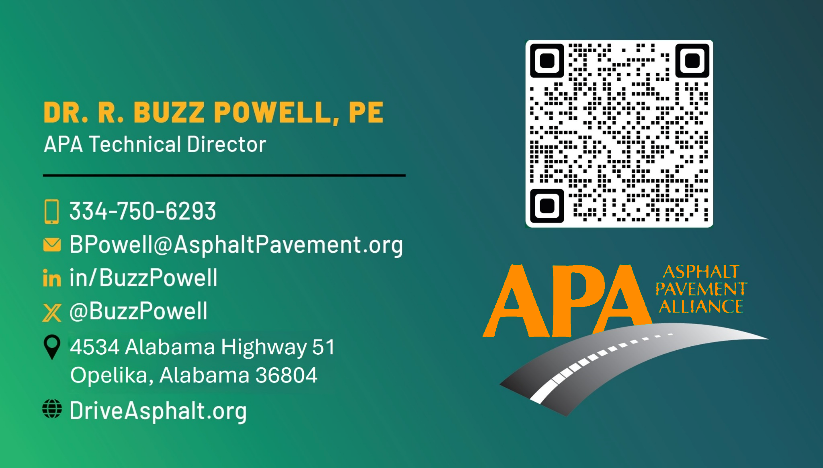 DR. R. BUZZ POWELL, PE
APA Technical Director
334-750-6293
BPowell@AsphaltPavement.org
in in/BuzzPowell
X @BuzzPowell
4534 Alabama Highway 51
Opelika, Alabama 36804
DriveAsphalt.org
APA
ASPHALT
PAVEMENT
ALLIANCE